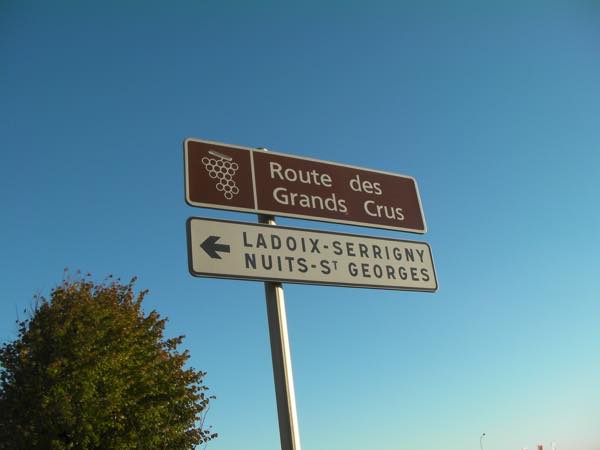 Route des
Grands Crus
LADOIX-SERRIGNY
NUITS-ST GEORGES